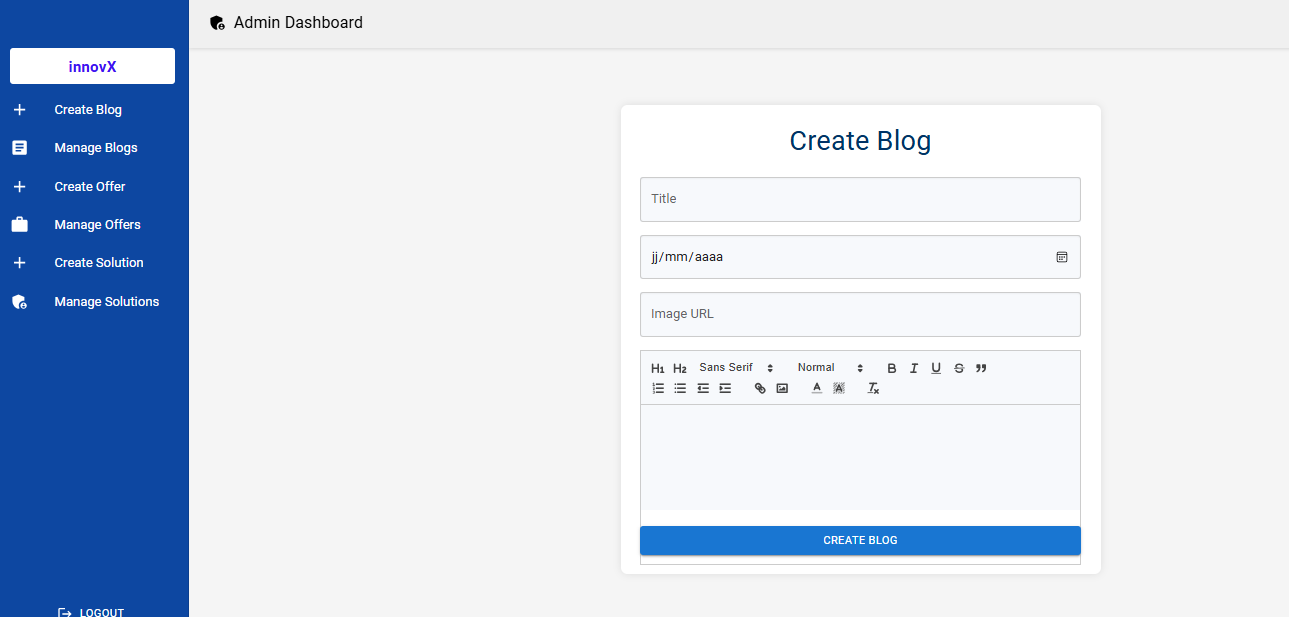 Admin Dashboard
innovX
Create Blog
Manage Blogs
Create Offer
Manage Offers
Create Solution
Manage Solutions
LOGOUT
Create Blog
Title
jj/mm/aaaa
Image URL
H1 H2 Sans Serif Normal B I U S
A A Tx
CREATE BLOG